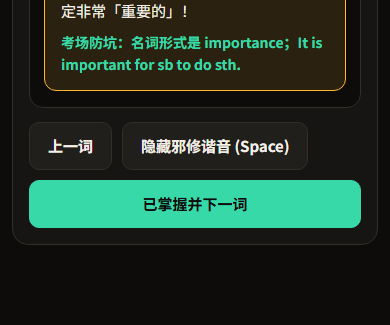 定非常「重要的」！
考场防坑：名词形式是 importance；It is
important for sb to do sth.
上一词
隐藏邪修谐音 (Space)
已掌握并下一词